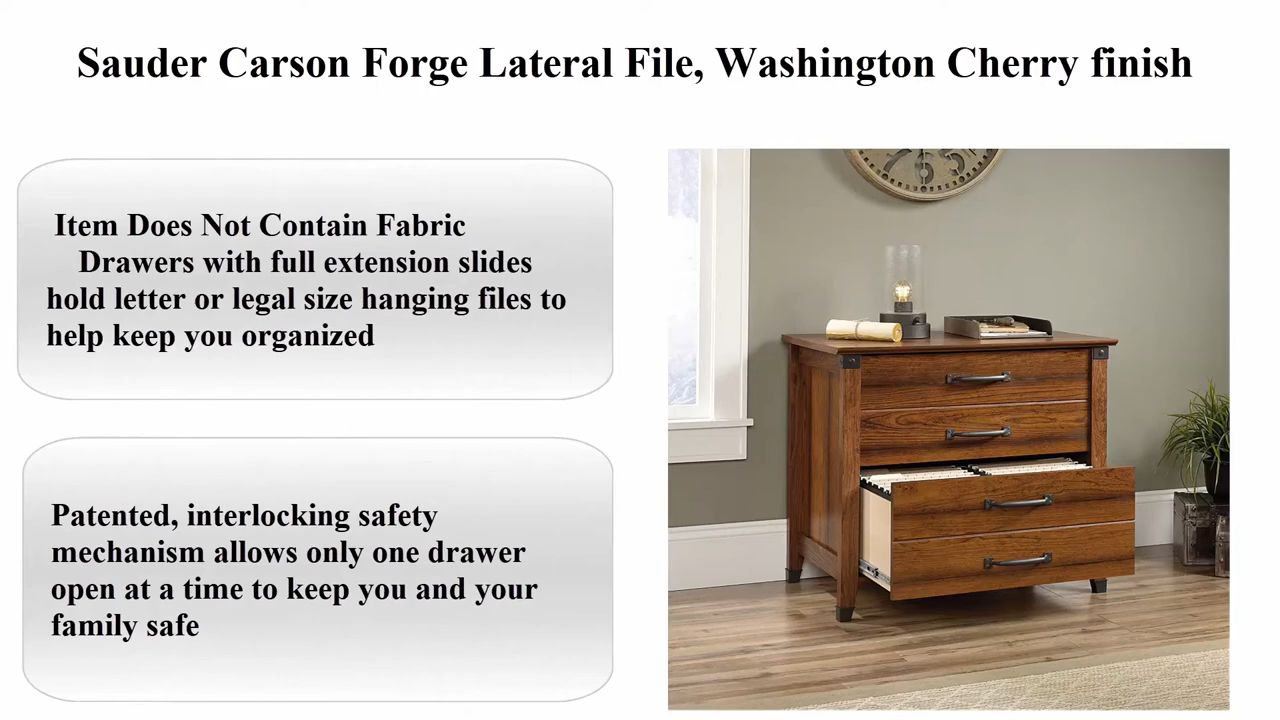 Sauder Carson Forge Lateral File, Washington Cherry finish
Item Does Not Contain Fabric
Drawers with full extension slides
hold letter or legal size hanging files to
help keep you organized
Patented, interlocking safety
mechanism allows only one drawer
open at a time to keep you and your
family safe